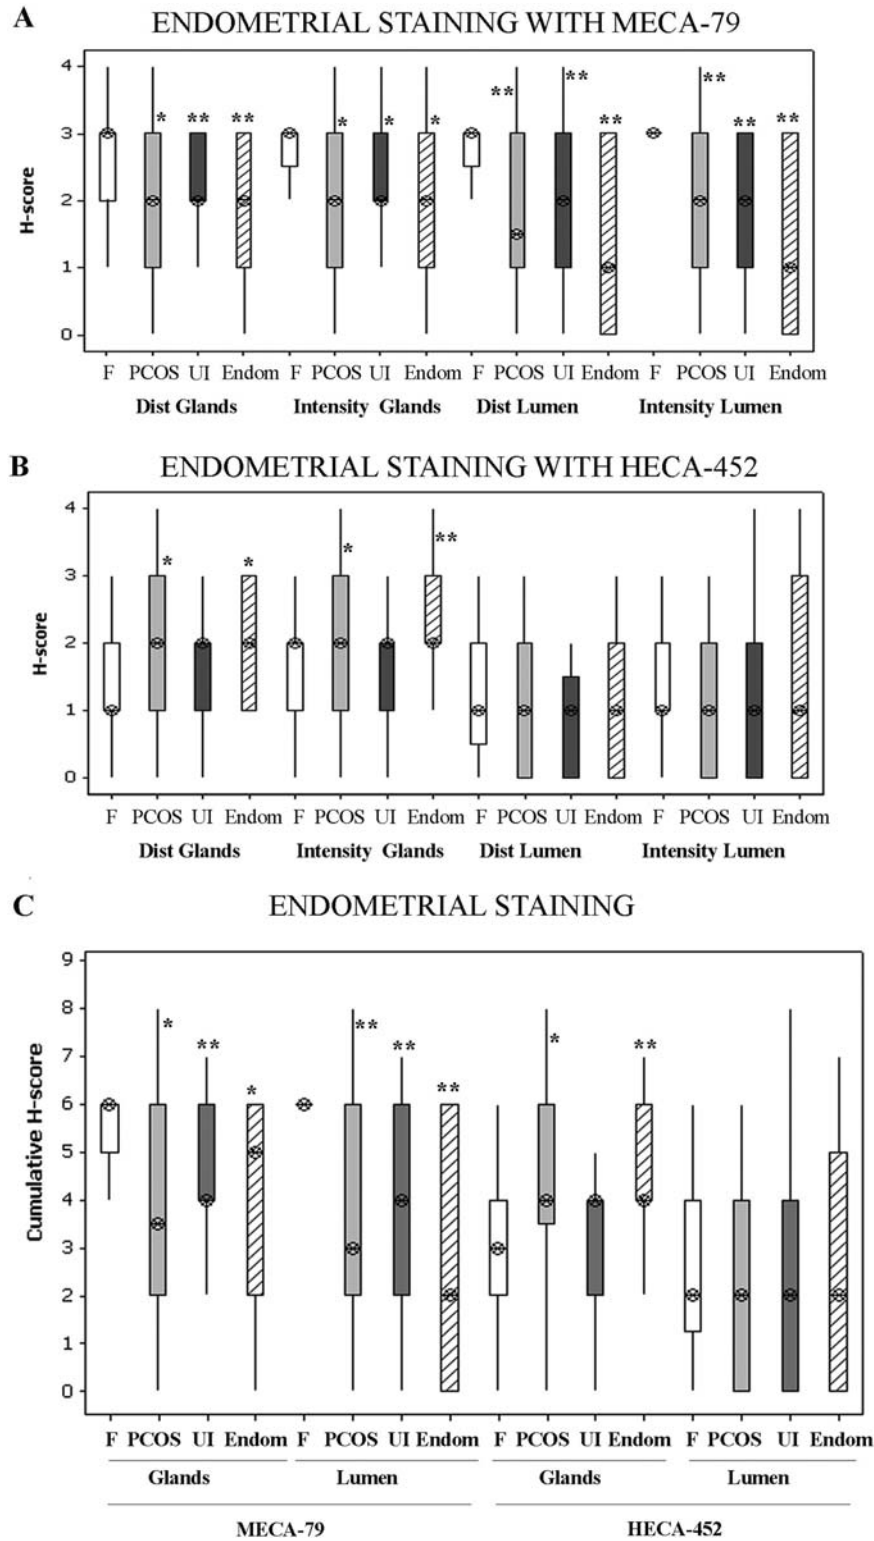 A
ENDOMETRIAL STAINING WITH MECA-79
H-score
4
3
2
1
0
* ** ** * * * ** ** ** ** ** **
F PCOS UI Endom F PCOS UI Endom F PCOS UI Endom F PCOS UI Endom
Dist Glands Intensity Glands Dist Lumen Intensity Lumen
B
ENDOMETRIAL STAINING WITH HECA-452
H-score
4
3
2
1
0
* * * **
F PCOS UI Endom F PCOS UI Endom F PCOS UI Endom F PCOS UI Endom
Dist Glands Intensity Glands Dist Lumen Intensity Lumen
C
ENDOMETRIAL STAINING
Cumulative H-score
9
8
7
6
5
4
3
2
1
0
* ** * ** ** ** * **
F PCOS UI Endom F PCOS UI Endom F PCOS UI Endom F PCOS UI Endom
Glands Lumen Glands Lumen
MECA-79 HECA-452